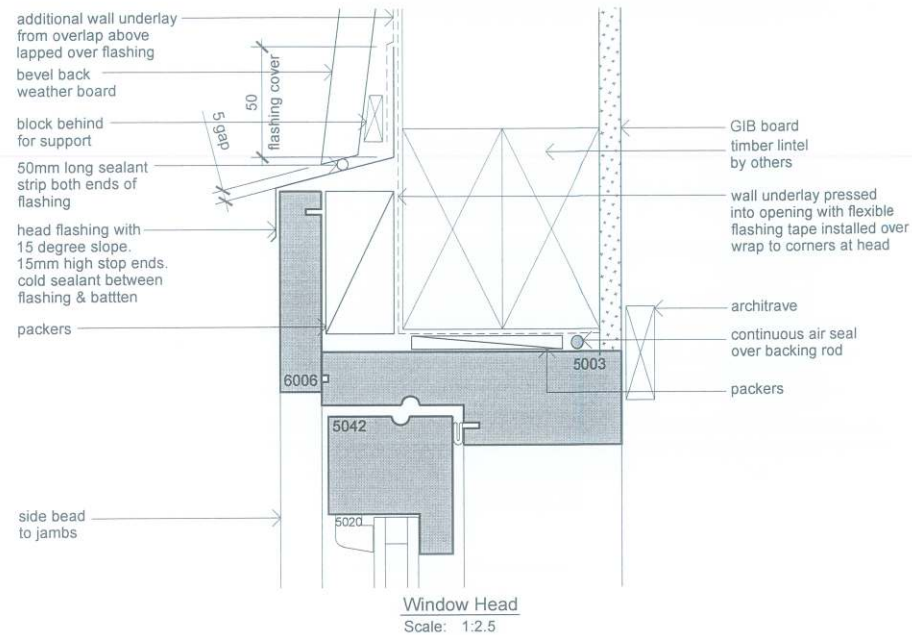 additional wall underlay
from overlap above
lapped over flashing
bevel back
weather board
block behind
for support
50mm long sealant
strip both ends of
flashing
head flashing with
15 degree slope.
15mm high stop ends.
cold sealant between
flashing & battten
packers
side bead
to jambs
5 gap
50
flashing cover
6006
5042
5020
5003
GIB board
timber lintel
by others
wall underlay pressed
into opening with flexible
flashing tape installed over
wrap to corners at head
architrave
continuous air seal
over backing rod
packers
Window Head
Scale: 1:2.5